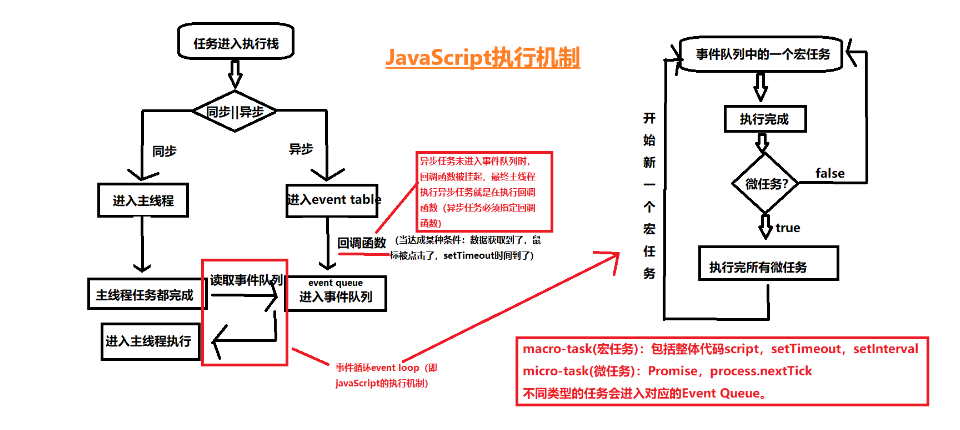 JavaScript执行机制
任务进入执行栈
同步||异步
同步
异步
进入主线程
进入event table
异步任务未进入事件队列时，
回调函数被挂起，最终主线程
执行异步任务就是在执行回调
函数（异步任务必须指定回调
函数）
回调函数
（当达成某种条件：数据获取到了，鼠
标被点击了，setTimeout时间到了）
主线程任务都完成
读取事件队列
event queue
进入事件队列
进入主线程执行
事件循环event loop（即
javaScript的执行机制）
事件队列中的一个宏任务
执行完成
微任务?
false
true
执行完所有微任务
开始新一个宏任务
macro-task(宏任务)：包括整体代码script，setTimeout，setInterval
micro-task(微任务)：Promise，process.nextTick
不同类型的任务会进入对应的Event Queue。